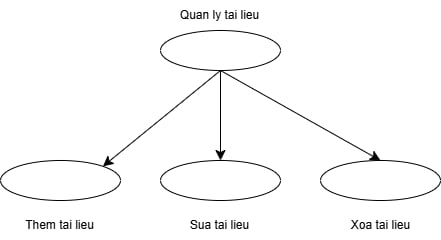 Quan ly tai lieu
Them tai lieu
Sua tai lieu
Xoa tai lieu